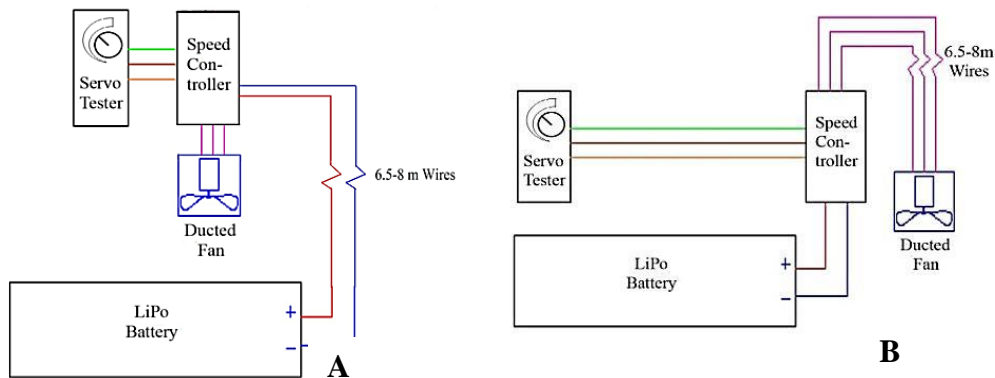 Servo
Tester
Speed
Con-
troller
6.5-8 m Wires
Ducted
Fan
LiPo
Battery
+
−
A
Servo
Tester
Speed
Con-
troller
6.5-8m
Wires
Ducted
Fan
LiPo
Battery
+
−
B